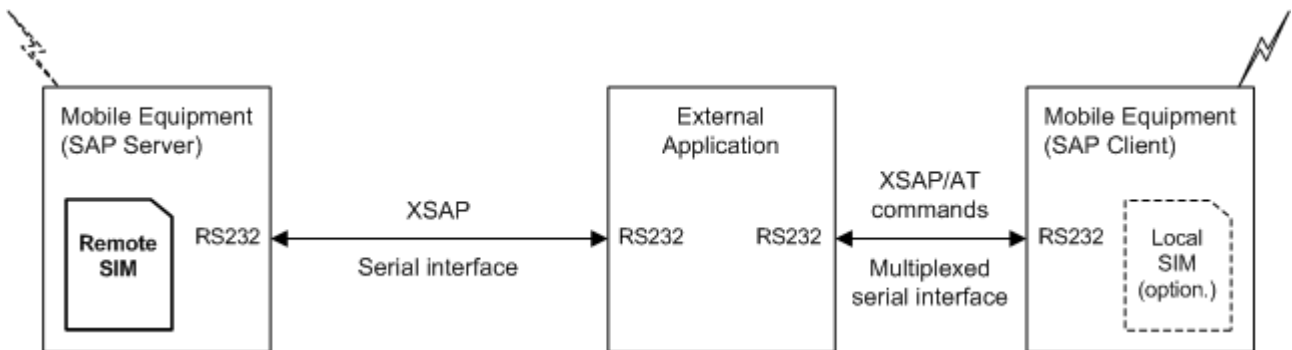 Mobile Equipment
(SAP Server)
Remote
SIM
RS232
XSAP
Serial interface
External
Application
RS232
RS232
XSAP/AT
commands
Multiplexed
serial interface
Mobile Equipment
(SAP Client)
RS232
Local
SIM
(option.)